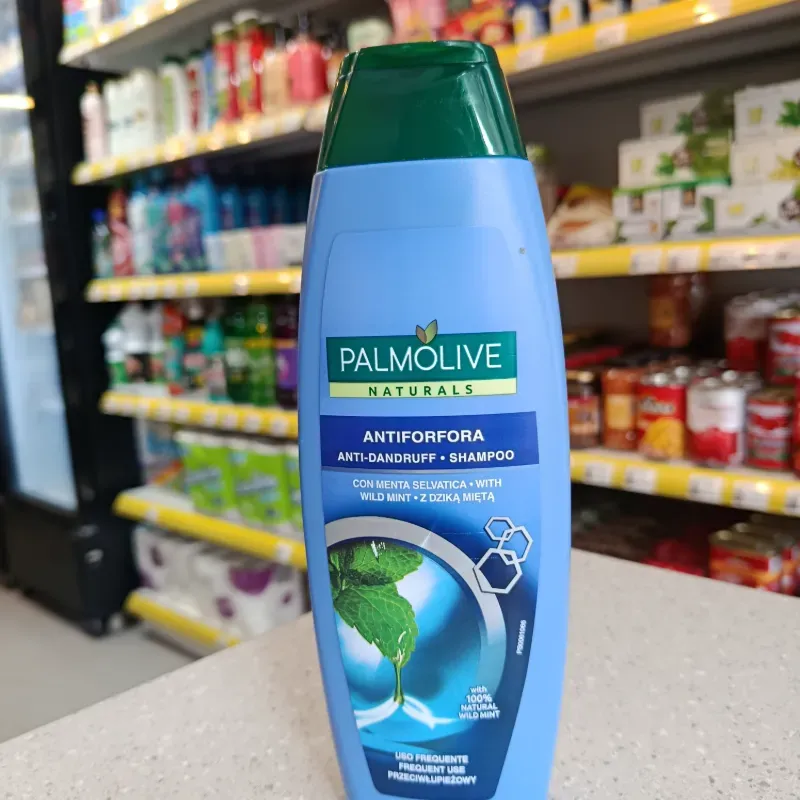 PALMOLIVE
NATURALS
ANTIFORFORA
ANTI-DANDRUFF • SHAMPOO
CON MENTA SELVATICA • WITH
WILD MINT • Z DZIKĄ MIĘTĄ
with
100%
NATURAL
WILD MINT
USO FREQUENTE
FREQUENT USE
PRZECIWŁUPIEŻOWY